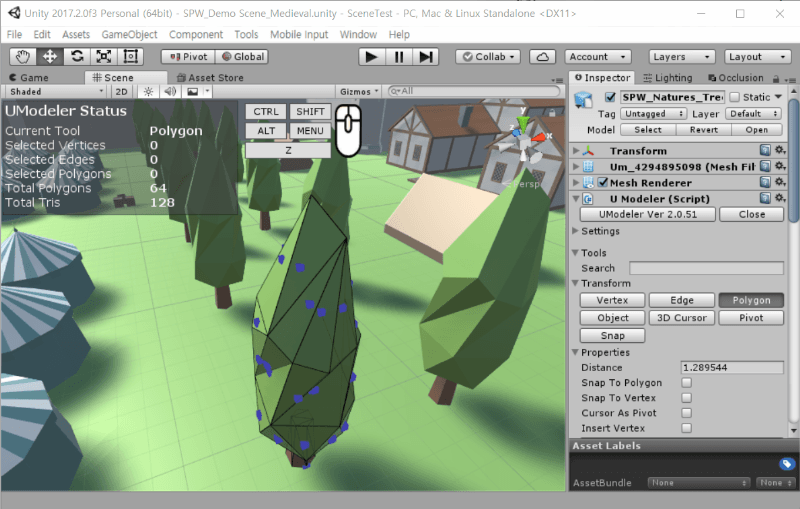 Unity 2017.2.0f3 Personal (64bit) - SPW_Demo Scene_Medieval.unity - SceneTest - PC, Mac & Linux Standalone <DX11>
File Edit Assets GameObject Component Tools Mobile Input Window Help
Pivot Global Collab Account Layers Layout
Game Scene Asset Store
Shaded 2D Gizmos All
UModeler Status
Current Tool Polygon
Selected Vertices 0
Selected Edges 0
Selected Polygons 0
Total Polygons 64
Total Tris 128
CTRL SHIFT
ALT MENU
Z
y
x
z
Persp
Inspector Lighting Occlusion
SPW_Natures_Tre Static
Tag Untagged Layer Default
Model Select Revert Open
Transform
Um_4294895098 (Mesh Fil
Mesh Renderer
U Modeler (Script)
UModeler Ver 2.0.51 Close
Settings
Tools
Search
Transform
Vertex Edge Polygon
Object 3D Cursor Pivot
Snap
Properties
Distance 1.289544
Snap To Polygon
Snap To Vertex
Cursor As Pivot
Insert Vertex
Asset Labels
AssetBundle None None